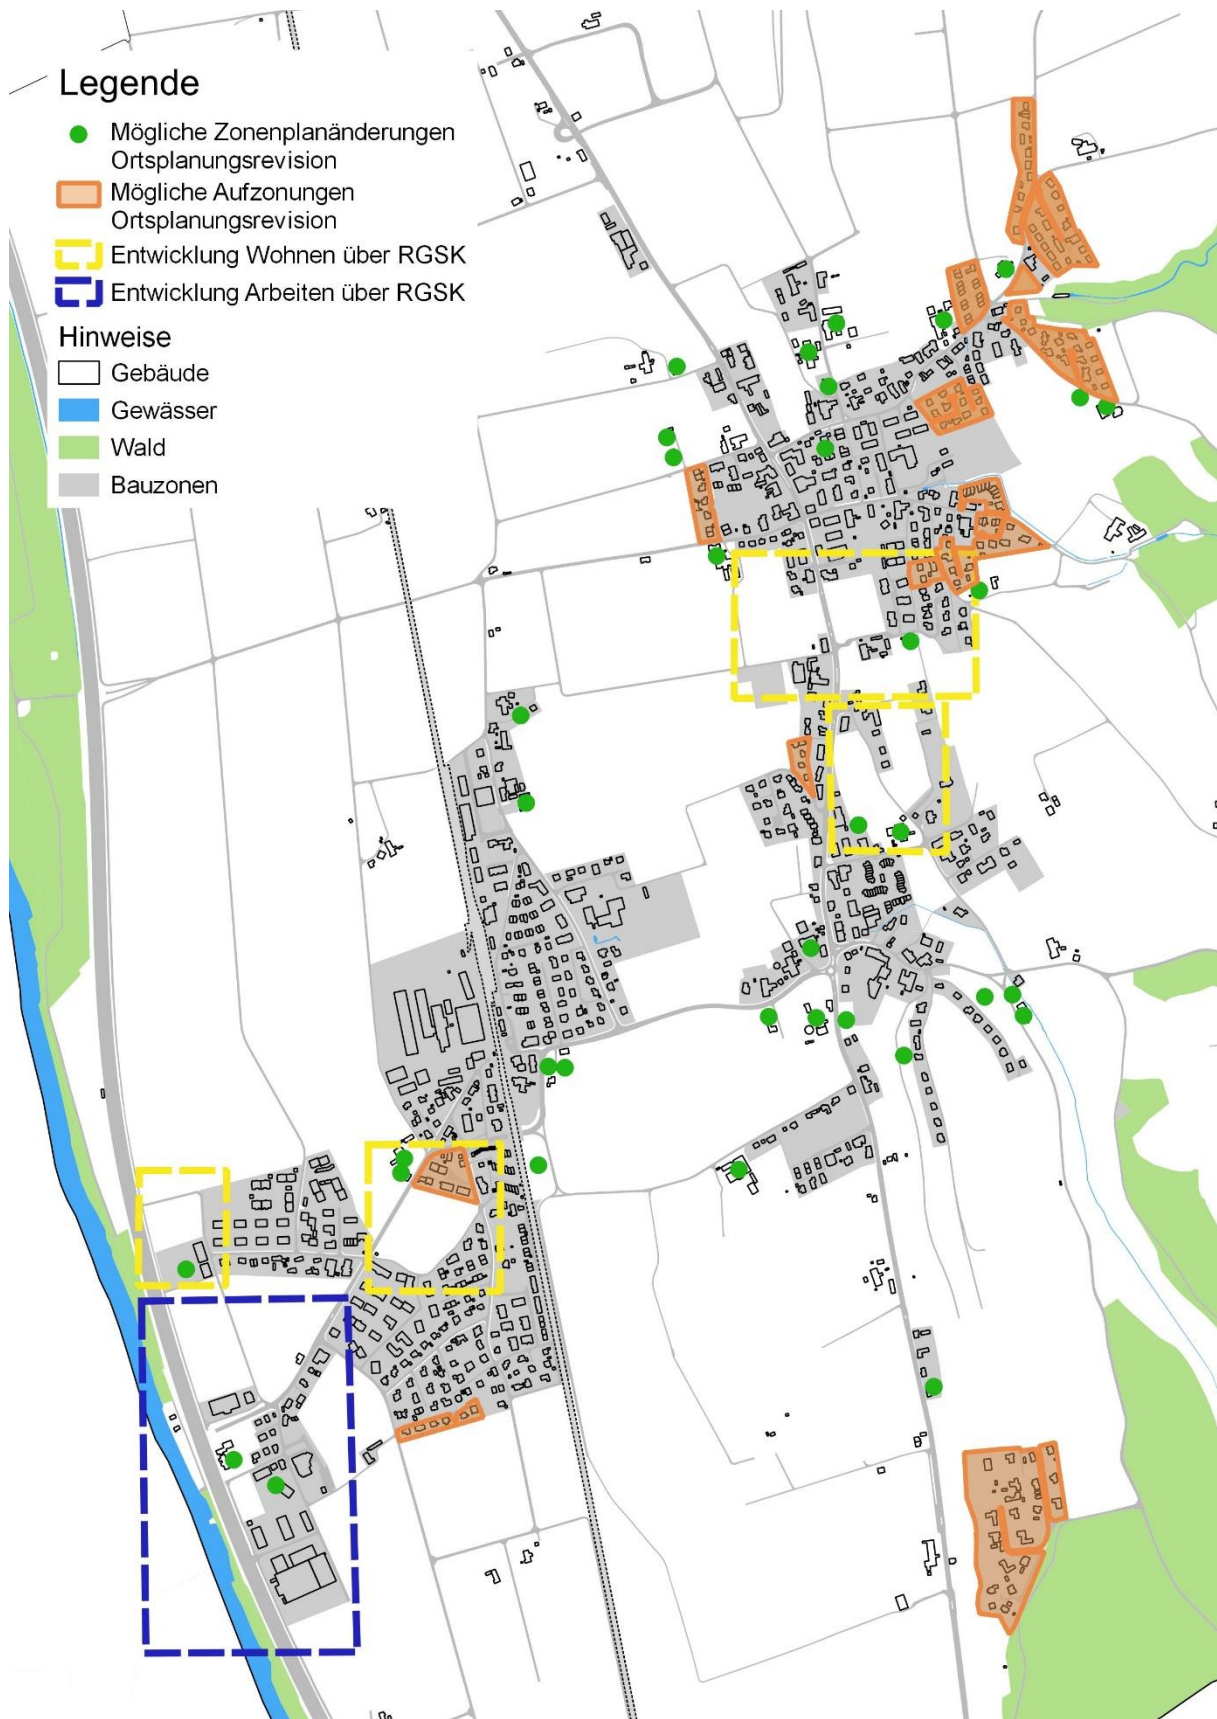 Legende
Mögliche Zonenplanänderungen
Ortsplanungsrevision
Mögliche Aufzonungen
Ortsplanungsrevision
Entwicklung Wohnen über RGSK
Entwicklung Arbeiten über RGSK
Hinweise
Gebäude
Gewässer
Wald
Bauzonen